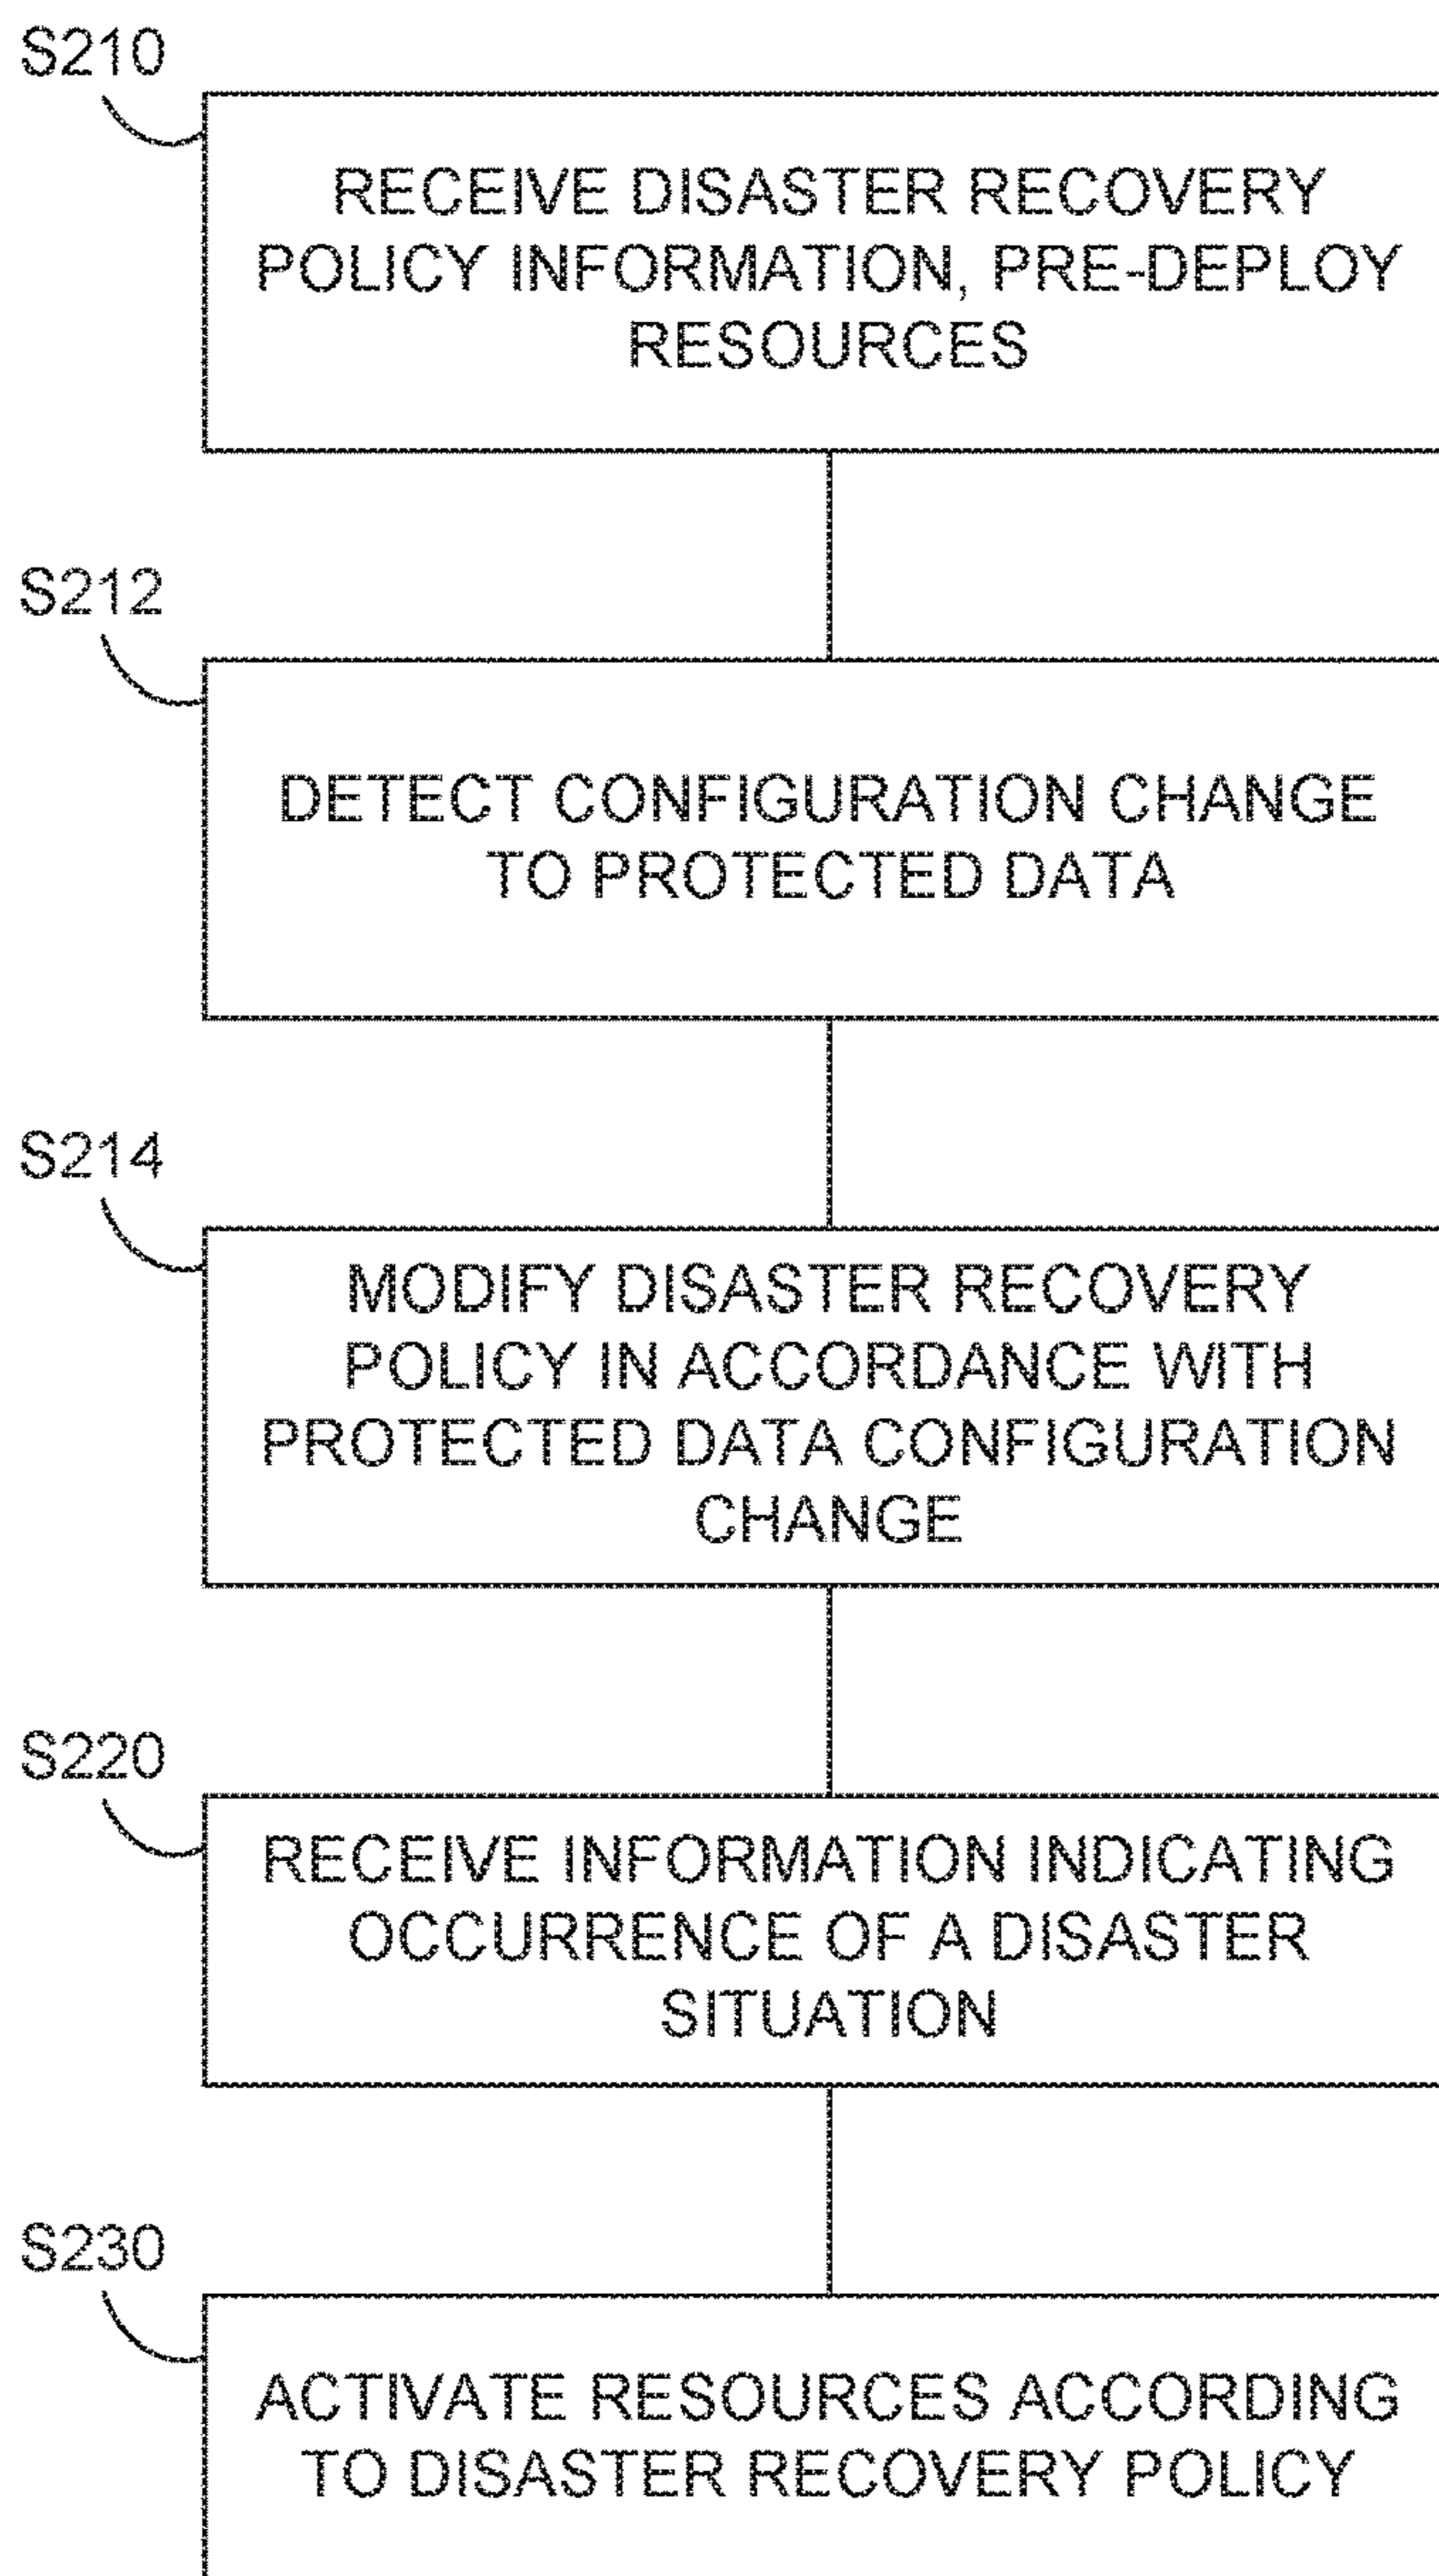 S210
RECEIVE DISASTER RECOVERY
POLICY INFORMATION, PRE-DEPLOY
RESOURCES
S212
DETECT CONFIGURATION CHANGE
TO PROTECTED DATA
S214
MODIFY DISASTER RECOVERY
POLICY IN ACCORDANCE WITH
PROTECTED DATA CONFIGURATION
CHANGE
S220
RECEIVE INFORMATION INDICATING
OCCURRENCE OF A DISASTER
SITUATION
S230
ACTIVATE RESOURCES ACCORDING
TO DISASTER RECOVERY POLICY